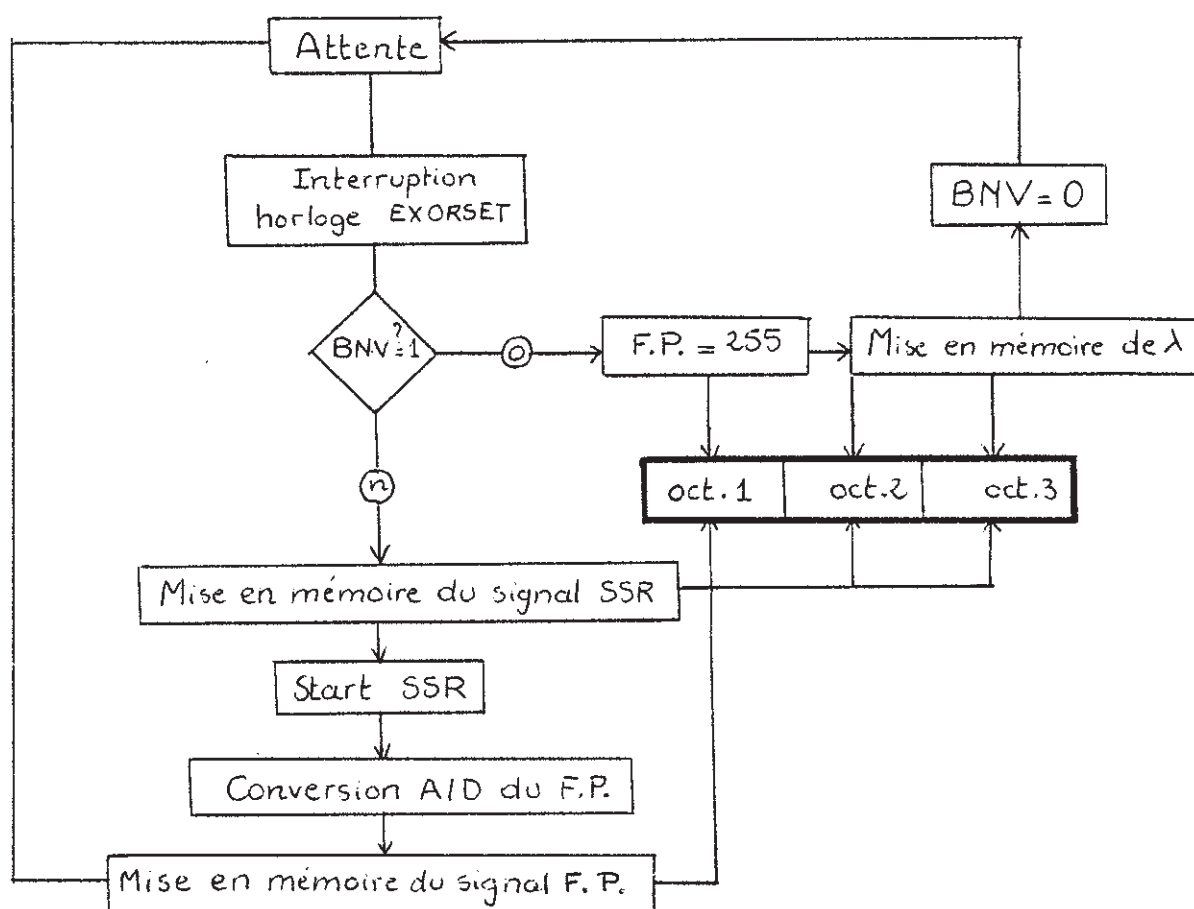 Attente
Interruption
horloge EXORSET
BNV = 0
BNV ?= 1
O
F.P. = 255
Mise en mémoire de λ
oct.1
oct.2
oct.3
n
Mise en mémoire du signal SSR
Start SSR
Conversion A/D du F.P.
Mise en mémoire du signal F.P.